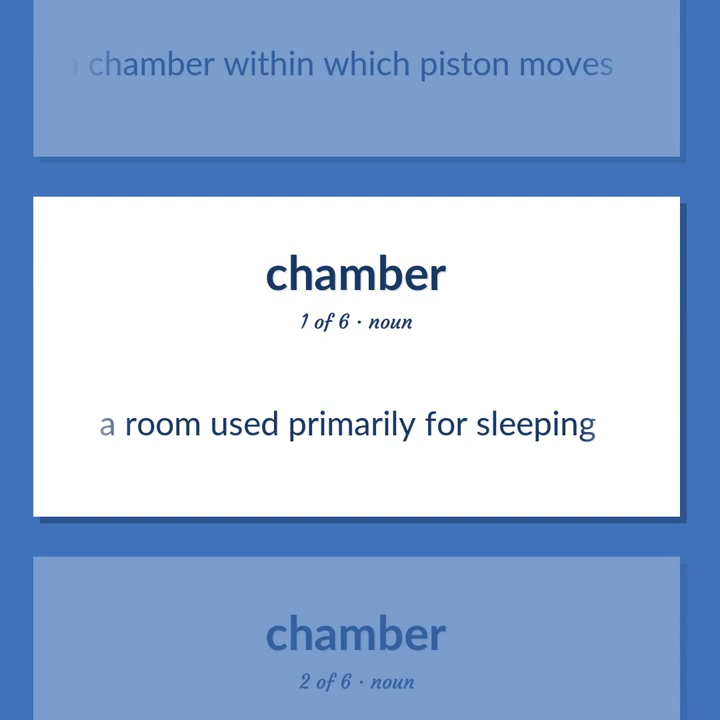 a chamber within which piston moves
chamber
1 of 6 · noun
a room used primarily for sleeping
chamber
2 of 6 · noun